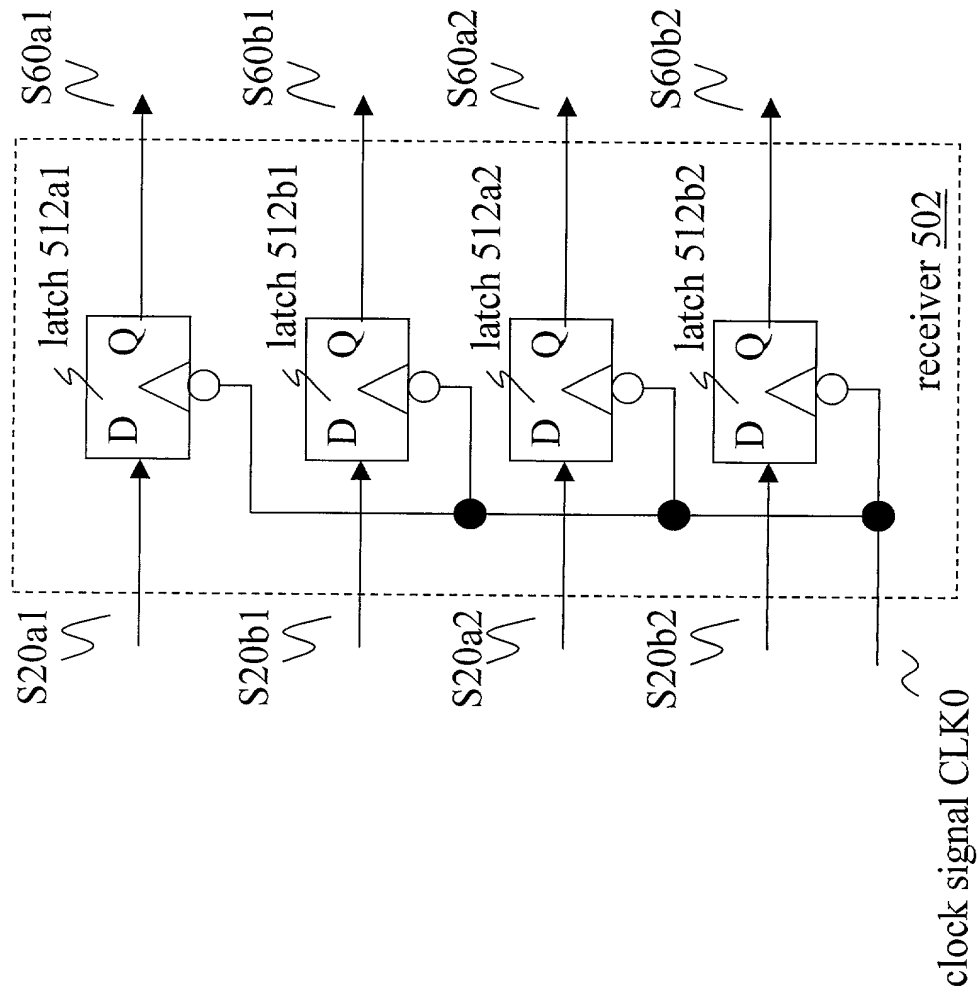 S60a1
S60b1
S60a2
S60b2
latch 512a1
latch 512b1
latch 512a2
latch 512b2
D Q
D Q
D Q
D Q
receiver 502
S20a1
S20b1
S20a2
S20b2
clock signal CLK0